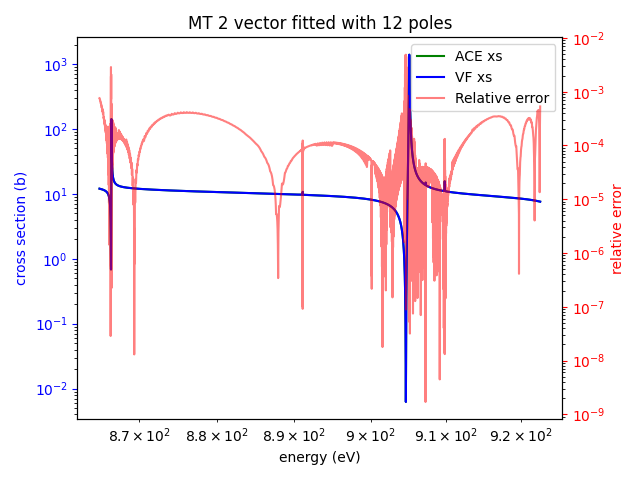 MT 2 vector fitted with 12 poles
ACE xs
VF xs
Relative error
cross section (b)
10³
10²
10¹
10⁰
10⁻¹
10⁻²
relative error
10⁻²
10⁻³
10⁻⁴
10⁻⁵
10⁻⁶
10⁻⁷
10⁻⁸
10⁻⁹
8.7 × 10² 8.8 × 10² 8.9 × 10² 9 × 10² 9.1 × 10² 9.2 × 10²
energy (eV)